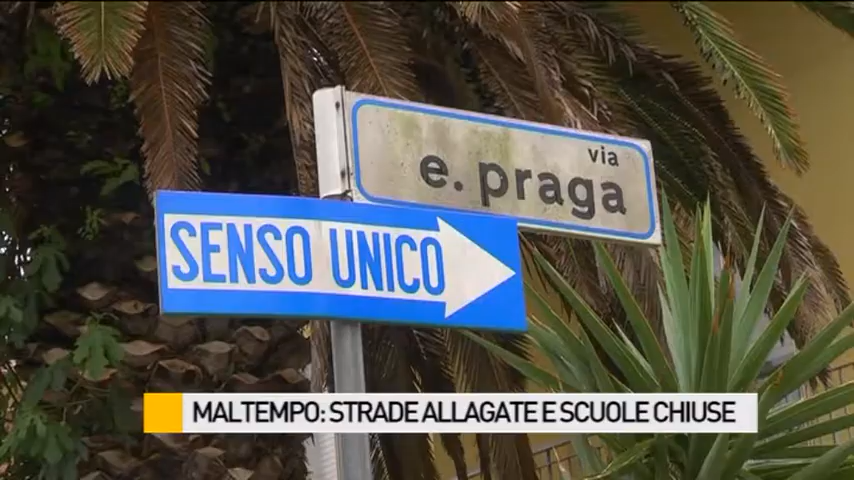 via
e. praga
SENSO UNICO
MALTEMPO: STRADE ALLAGATE E SCUOLE CHIUSE